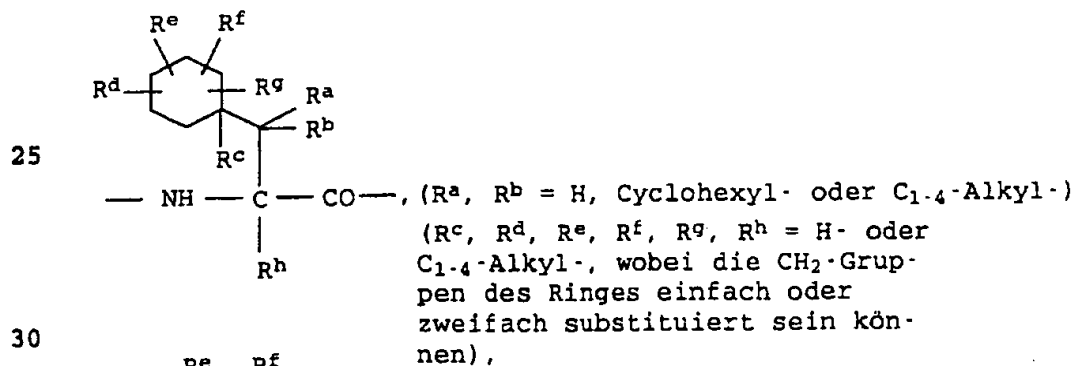 Rᵉ Rᶠ
Rᵈ Rᵍ Rᵃ
Rᵇ
25
Rᶜ
— NH — C — CO —, (Rᵃ, Rᵇ = H, Cyclohexyl- oder C₁₋₄-Alkyl-)
(Rᶜ, Rᵈ, Rᵉ, Rᶠ, Rᵍ, Rʰ = H- oder
Rʰ C₁₋₄-Alkyl-, wobei die CH₂-Grup-
pen des Ringes einfach oder
30 zweifach substituiert sein kön-
nen),